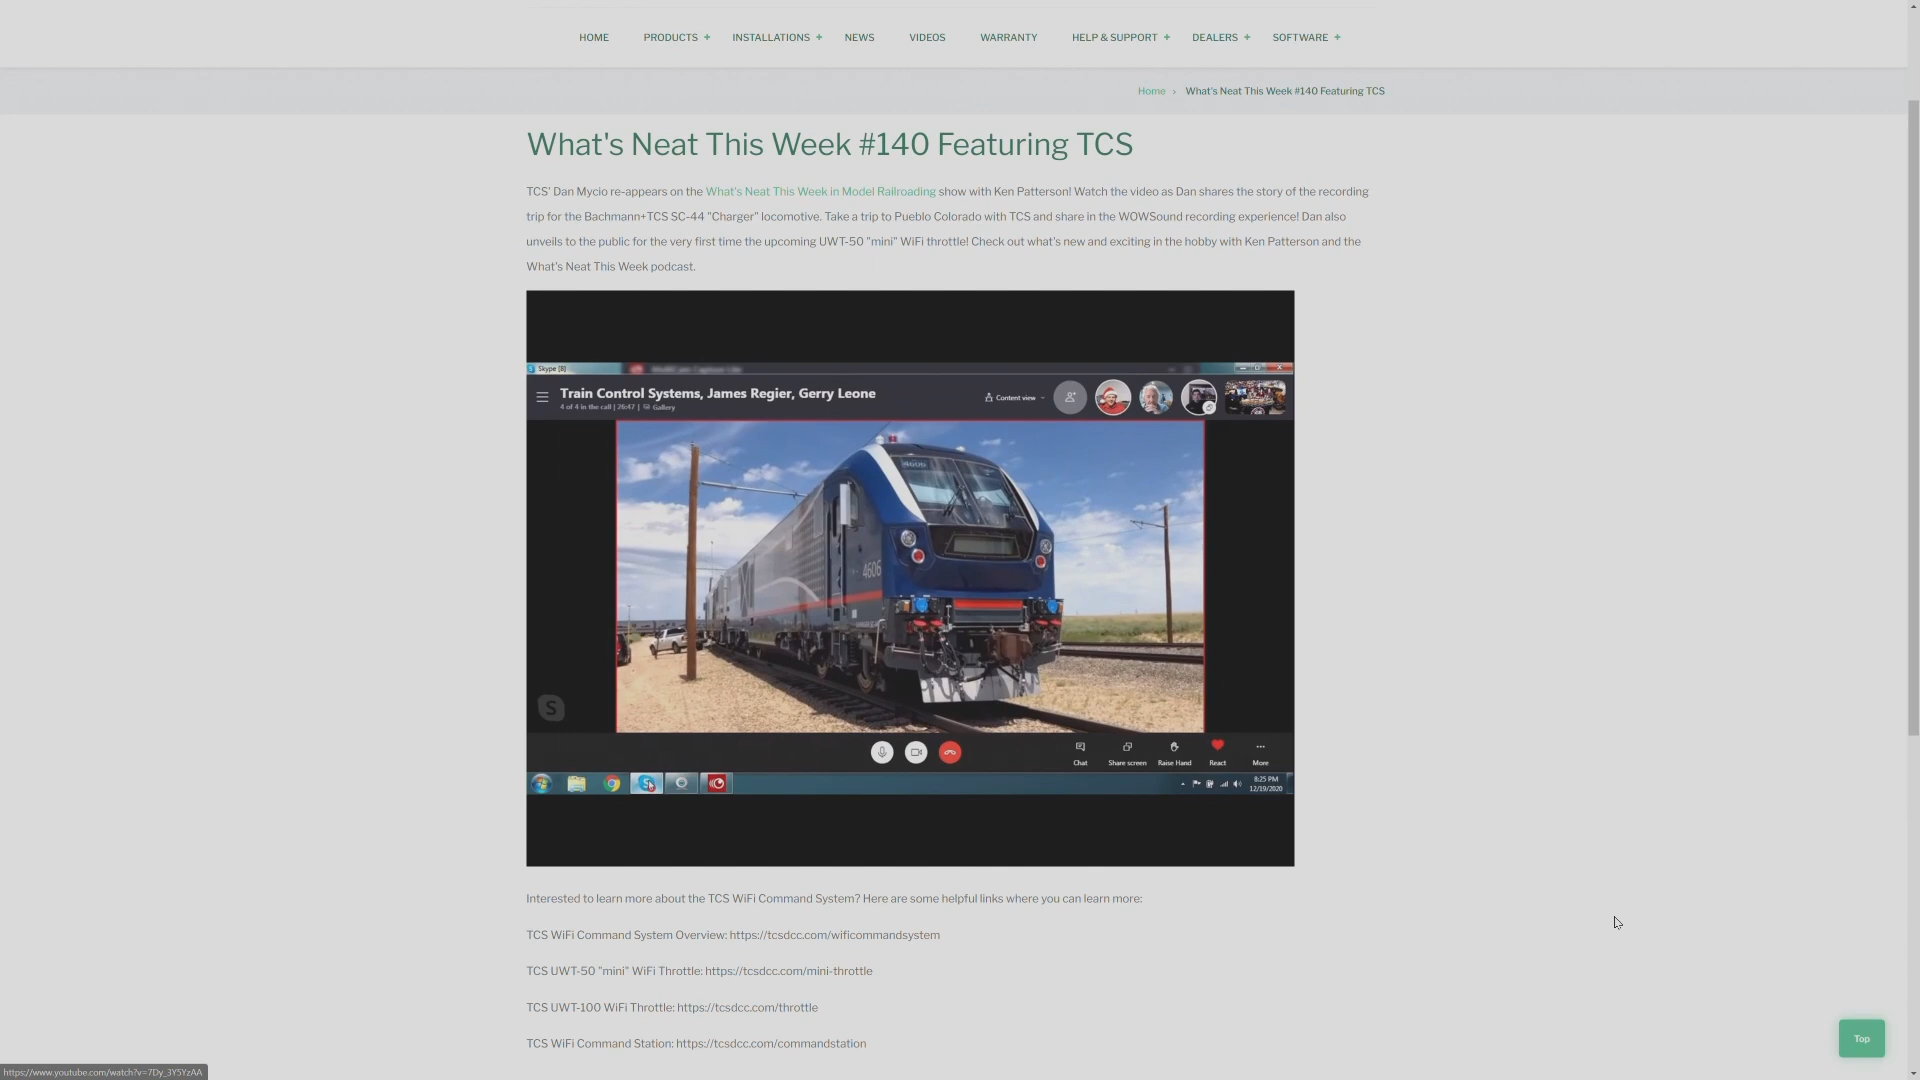 HOME PRODUCTS + INSTALLATIONS + NEWS VIDEOS WARRANTY HELP & SUPPORT + DEALERS + SOFTWARE +
Home › What's Neat This Week #140 Featuring TCS
What's Neat This Week #140 Featuring TCS
TCS' Dan Mycio re-appears on the What's Neat This Week in Model Railroading show with Ken Patterson! Watch the video as Dan shares the story of the recording
trip for the Bachmann+TCS SC-44 "Charger" locomotive. Take a trip to Pueblo Colorado with TCS and share in the WOWSound recording experience! Dan also
unveils to the public for the very first time the upcoming UWT-50 "mini" WiFi throttle! Check out what's new and exciting in the hobby with Ken Patterson and the
What's Neat This Week podcast.
Skype [8]
Train Control Systems, James Regier, Gerry Leone
4 of 4 in the call | 26:47 | Gallery
Content view
4606
4606
S
Chat Share screen Raise Hand React More
8:25 PM
12/19/2020
Interested to learn more about the TCS WiFi Command System? Here are some helpful links where you can learn more:
TCS WiFi Command System Overview: https://tcsdcc.com/wificommandsystem
TCS UWT-50 "mini" WiFi Throttle: https://tcsdcc.com/mini-throttle
TCS UWT-100 WiFi Throttle: https://tcsdcc.com/throttle
TCS WiFi Command Station: https://tcsdcc.com/commandstation
Top
https://www.youtube.com/watch?v=7Dy_3Y5YzAA